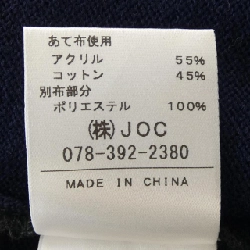 あて布使用
アクリル 55%
コットン 45%
別布部分
ポリエステル 100%
(株)JOC
078-392-2380
MADE IN CHINA